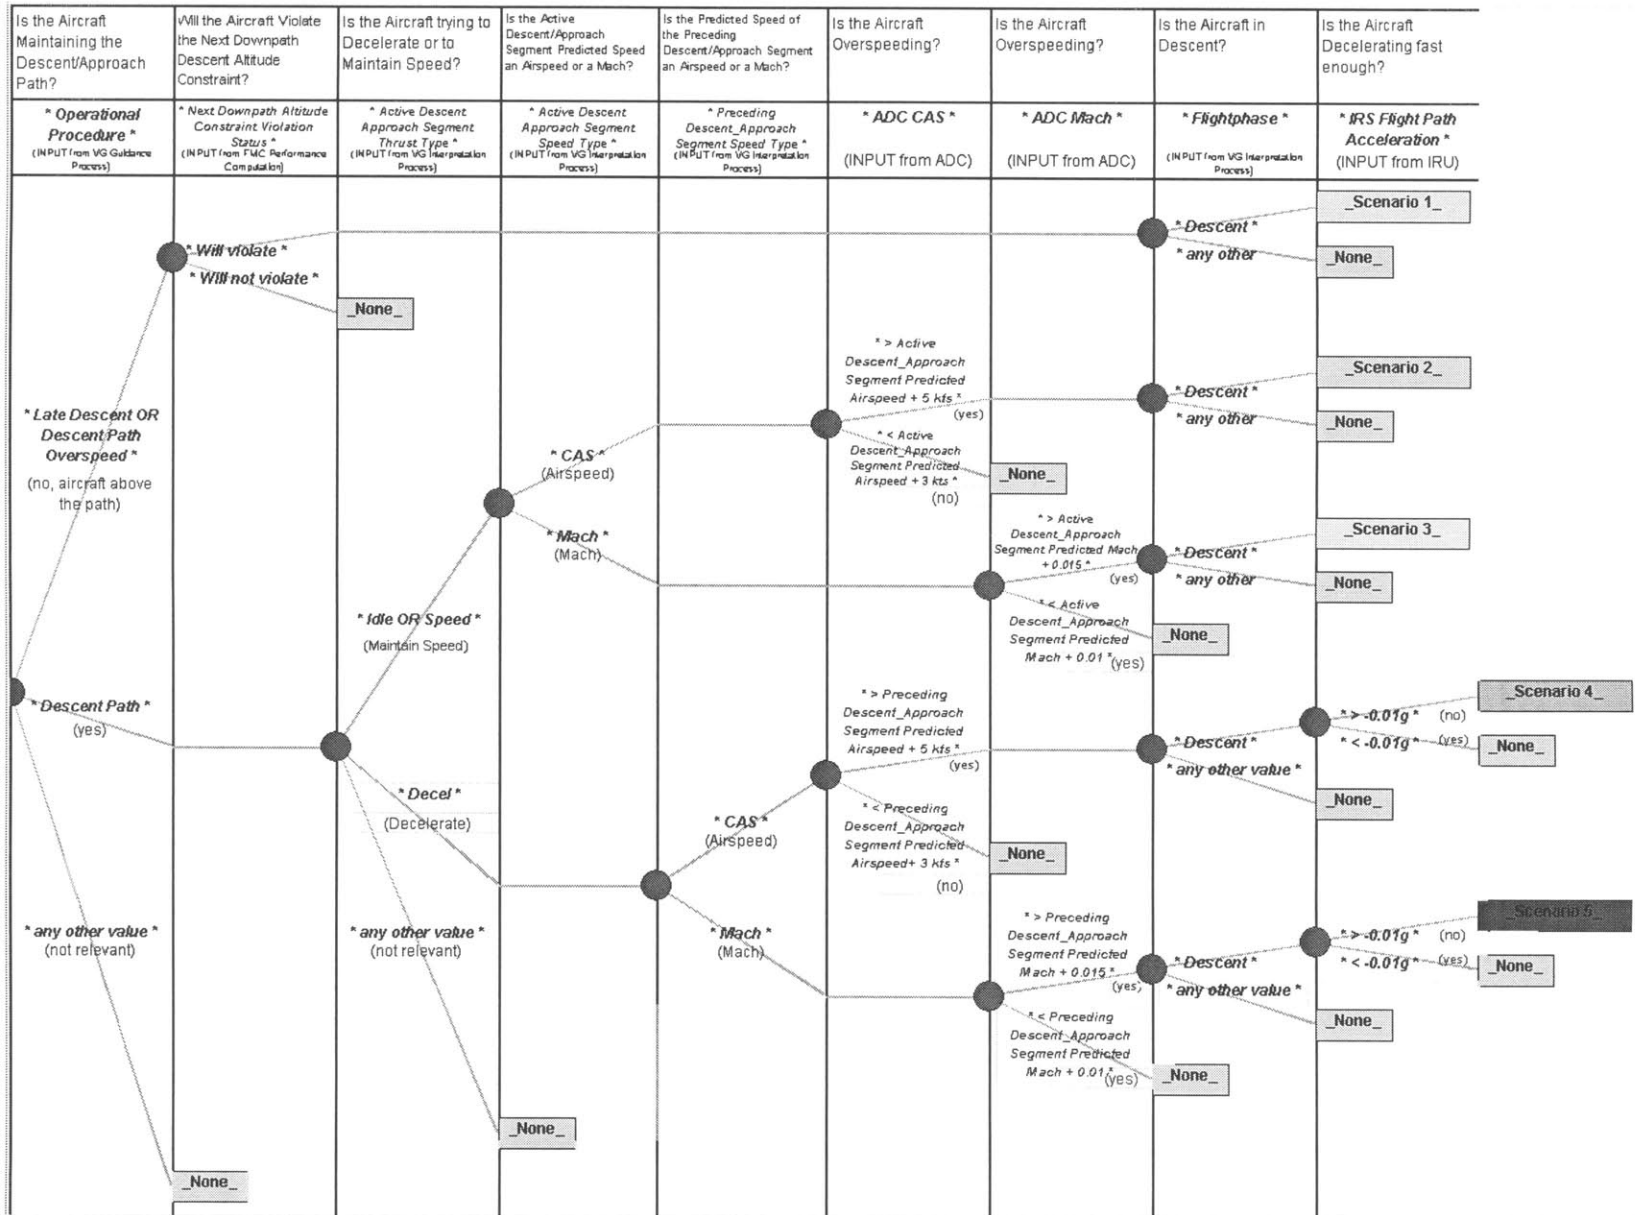 Is the Aircraft
Maintaining the
Descent/Approach
Path?
Will the Aircraft Violate
the Next Downpath
Descent Altitude
Constraint?
Is the Aircraft trying to
Decelerate or to
Maintain Speed?
Is the Active
Descent/Approach
Segment Predicted Speed
an Airspeed or a Mach?
Is the Predicted Speed of
the Preceding
Descent/Approach Segment
an Airspeed or a Mach?
Is the Aircraft
Overspeeding?
Is the Aircraft
Overspeeding?
Is the Aircraft in
Descent?
Is the Aircraft
Decelerating fast
enough?
* Operational
Procedure *
(INPUT from VG Guidance
Process)
* Next Downpath Altitude
Constraint Violation
Status *
(INPUT from FMC Performance
Computation)
* Active Descent
Approach Segment
Thrust Type *
(INPUT from VG Interpretation
Process)
* Active Descent
Approach Segment
Speed Type *
(INPUT from VG Interpretation
Process)
* Preceding
Descent_Approach
Segment Speed Type *
(INPUT from VG Interpretation
Process)
* ADC CAS *
(INPUT from ADC)
* ADC Mach *
(INPUT from ADC)
* Flightphase *
(INPUT from VG Interpretation
Process)
* IRS Flight Path
Acceleration *
(INPUT from IRU)
_Scenario 1_
* Descent *
* any other
_None_
* Will violate *
* Will not violate *
_None_
* > Active
Descent_Approach
Segment Predicted
Airspeed + 5 kts *
(yes)
_Scenario 2_
* Descent *
* any other
_None_
* Late Descent OR
Descent Path
Overspeed *
(no, aircraft above
the path)
* CAS *
(Airspeed)
* < Active
Descent_Approach
Segment Predicted
Airspeed + 3 kts *
(no)
_None_
* Mach *
(Mach)
* > Active
Descent_Approach
Segment Predicted Mach
+ 0.015 *
(yes)
_Scenario 3_
* Descent *
* any other
_None_
* Idle OR Speed *
(Maintain Speed)
* < Active
Descent_Approach
Segment Predicted
Mach + 0.01 *
(yes)
_None_
* Descent Path *
(yes)
* > Preceding
Descent_Approach
Segment Predicted
Airspeed + 5 kts *
(yes)
_Scenario 4_
* > -0.01g * (no)
* < -0.01g * (yes)
_None_
* Descent *
* any other value *
_None_
* Decel *
(Decelerate)
* CAS *
(Airspeed)
* < Preceding
Descent_Approach
Segment Predicted
Airspeed+ 3 kts *
(no)
_None_
* any other value *
(not relevant)
* any other value *
(not relevant)
* Mach *
(Mach)
* > Preceding
Descent_Approach
Segment Predicted
Mach + 0.015 *
(yes)
_Scenario 5_
* > -0.01g * (no)
* < -0.01g * (yes)
_None_
* Descent *
* any other value *
_None_
* < Preceding
Descent_Approach
Segment Predicted
Mach + 0.01 *
(yes)
_None_
_None_
_None_